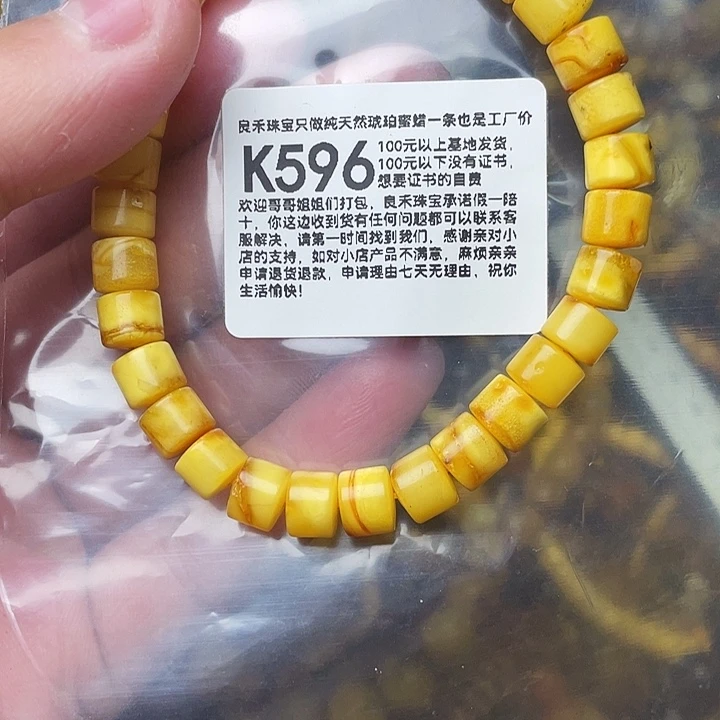 良禾珠宝只做純天然琥珀蜜蜡一条也是工厂价
K596
100元以上基地发货,
100元以下没有证书,
想要证书的自费
欢迎哥哥姐姐们打包,良禾珠宝承诺假一陪
十,你这边收到货有任何问题都可以联系客
服解决,请第一时间找到我们,感谢亲对小
店的支持,如对小店产品不满意,麻烦亲亲
申请退货退款,申请理由七天无理由,祝你
生活愉快!